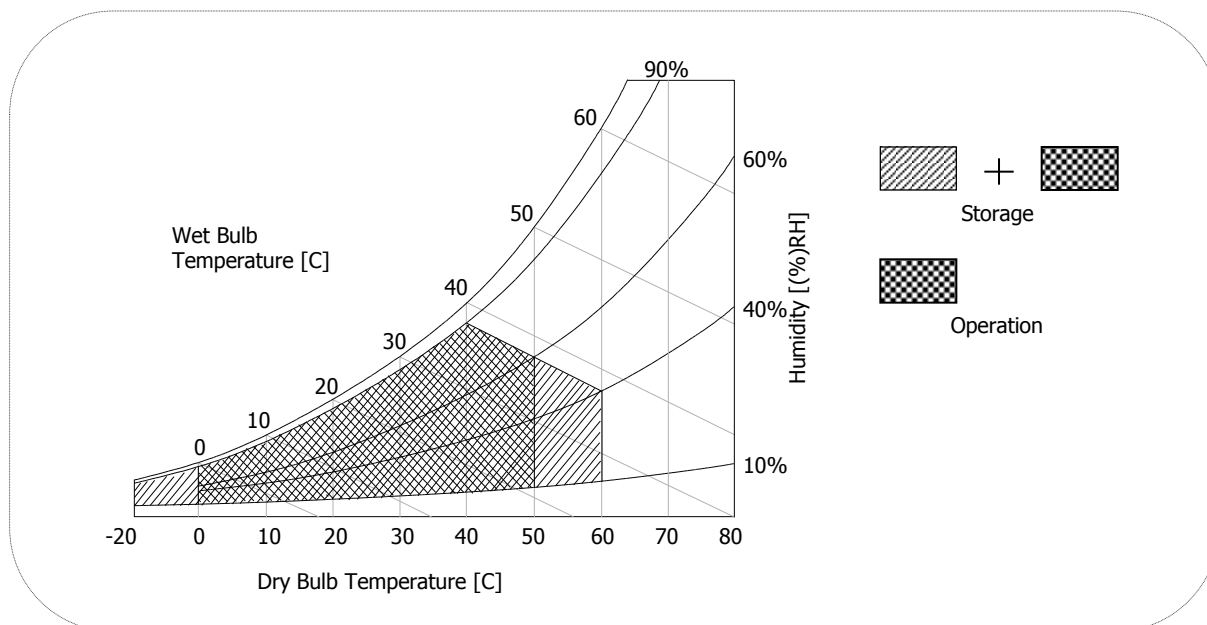 90%
60
60%
50
Wet Bulb
Temperature [C]
40
40%
30
20
10
0
10%
Humidity [(%)RH]
-20 0 10 20 30 40 50 60 80
Dry Bulb Temperature [C]
+
Storage
Operation